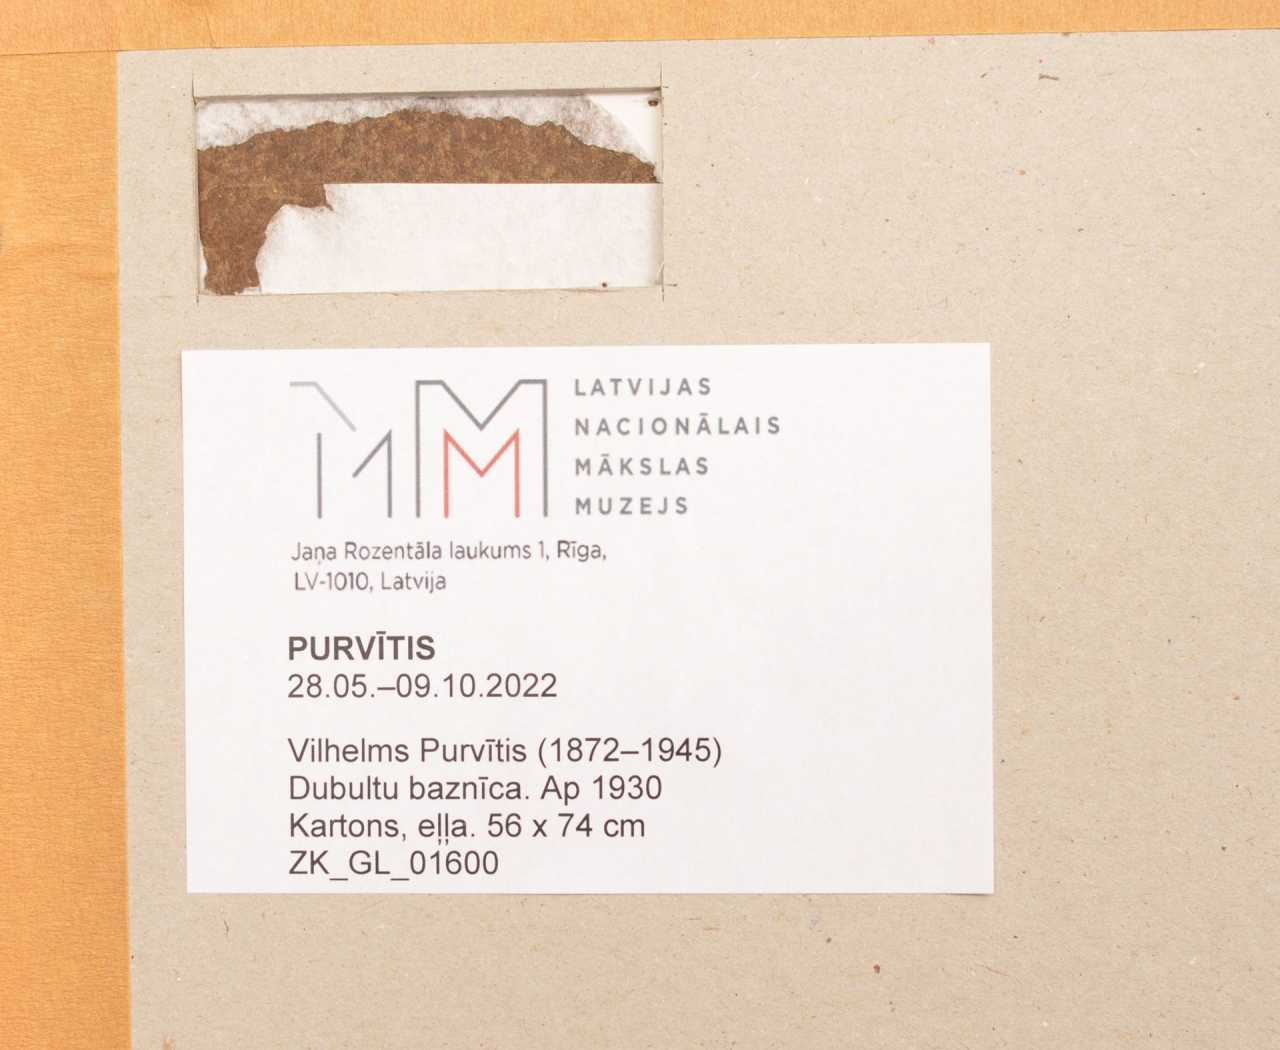 LATVIJAS
NACIONĀLAIS
MĀKSLAS
MUZEJS
Jaņa Rozentāla laukums 1, Rīga,
LV-1010, Latvija
PURVĪTIS
28.05.–09.10.2022
Vilhelms Purvītis (1872–1945)
Dubultu baznīca. Ap 1930
Kartons, eļļa. 56 x 74 cm
ZK_GL_01600